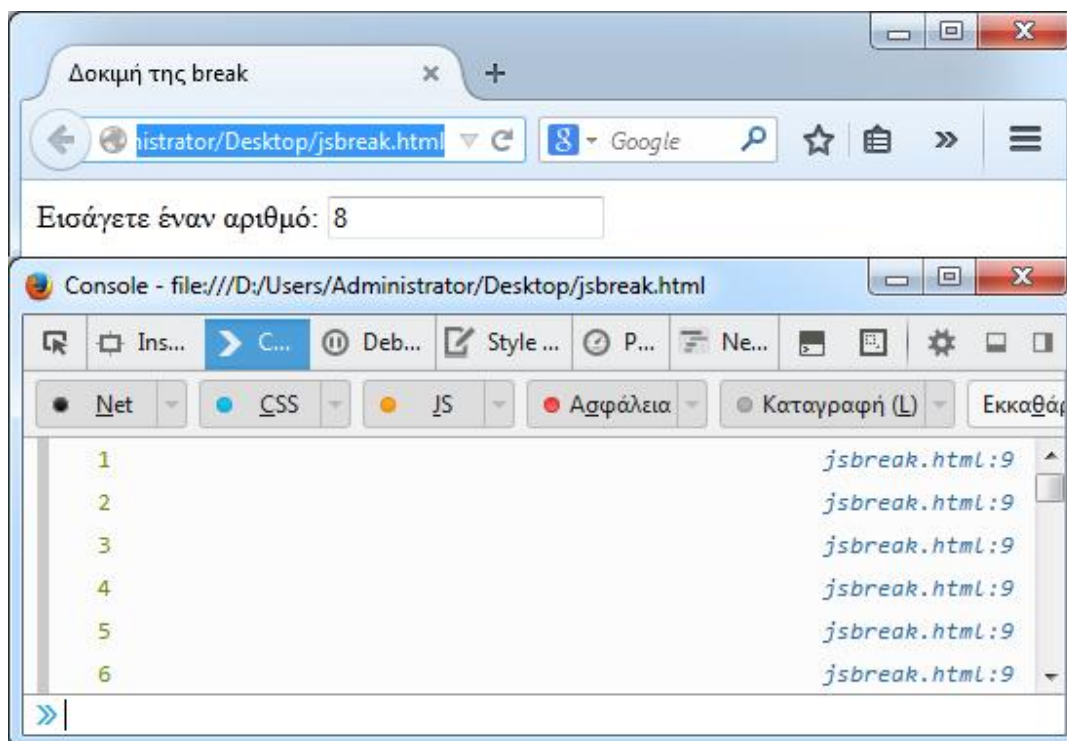 Δοκιμή της break
nistrator/Desktop/jsbreak.html
8 Google
Εισάγετε έναν αριθμό: 8
Console - file:///D:/Users/Administrator/Desktop/jsbreak.html
Ins... C... Deb... Style ... P... Ne...
Net CSS JS Ασφάλεια Καταγραφή (L) Εκκαθάρ
1 jsbreak.html:9
2 jsbreak.html:9
3 jsbreak.html:9
4 jsbreak.html:9
5 jsbreak.html:9
6 jsbreak.html:9